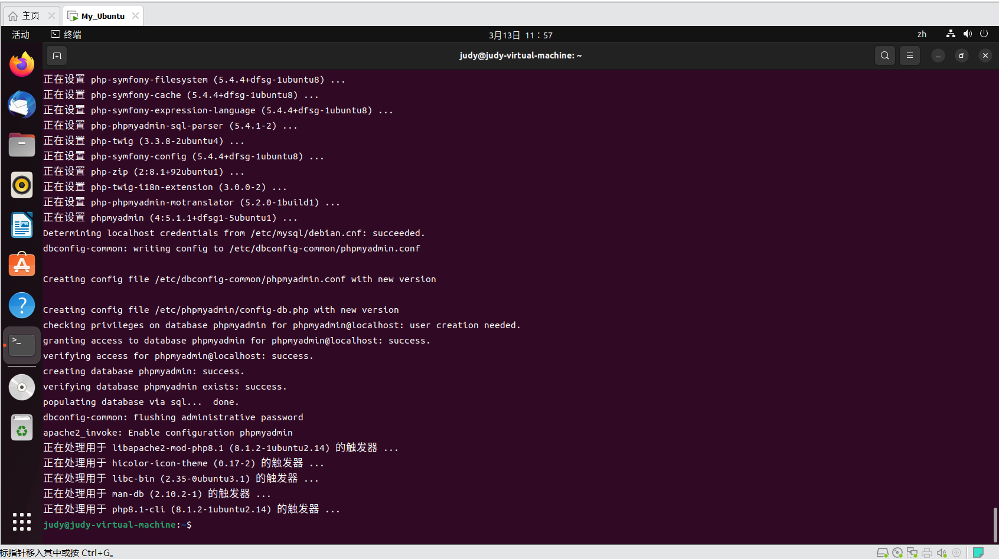 主页
My_Ubuntu
活动
终端
3月13日 11：57
zh
judy@judy-virtual-machine: ~
正在设置 php-symfony-filesystem (5.4.4+dfsg-1ubuntu8) ...
正在设置 php-symfony-cache (5.4.4+dfsg-1ubuntu8) ...
正在设置 php-symfony-expression-language (5.4.4+dfsg-1ubuntu8) ...
正在设置 php-phpmyadmin-sql-parser (5.4.1-2) ...
正在设置 php-twig (3.3.8-2ubuntu4) ...
正在设置 php-symfony-config (5.4.4+dfsg-1ubuntu8) ...
正在设置 php-zip (2:8.1+92ubuntu1) ...
正在设置 php-twig-i18n-extension (3.0.0-2) ...
正在设置 php-phpmyadmin-motranslator (5.2.0-1build1) ...
正在设置 phpmyadmin (4:5.1.1+dfsg1-5ubuntu1) ...
Determining localhost credentials from /etc/mysql/debian.cnf: succeeded.
dbconfig-common: writing config to /etc/dbconfig-common/phpmyadmin.conf
Creating config file /etc/dbconfig-common/phpmyadmin.conf with new version
Creating config file /etc/phpmyadmin/config-db.php with new version
checking privileges on database phpmyadmin for phpmyadmin@localhost: user creation needed.
granting access to database phpmyadmin for phpmyadmin@localhost: success.
verifying access for phpmyadmin@localhost: success.
creating database phpmyadmin: success.
verifying database phpmyadmin exists: success.
populating database via sql...  done.
dbconfig-common: flushing administrative password
apache2_invoke: Enable configuration phpmyadmin
正在处理用于 libapache2-mod-php8.1 (8.1.2-1ubuntu2.14) 的触发器 ...
正在处理用于 hicolor-icon-theme (0.17-2) 的触发器 ...
正在处理用于 libc-bin (2.35-0ubuntu3.1) 的触发器 ...
正在处理用于 man-db (2.10.2-1) 的触发器 ...
正在处理用于 php8.1-cli (8.1.2-1ubuntu2.14) 的触发器 ...
judy@judy-virtual-machine:~$
标指针移入其中或按 Ctrl+G。